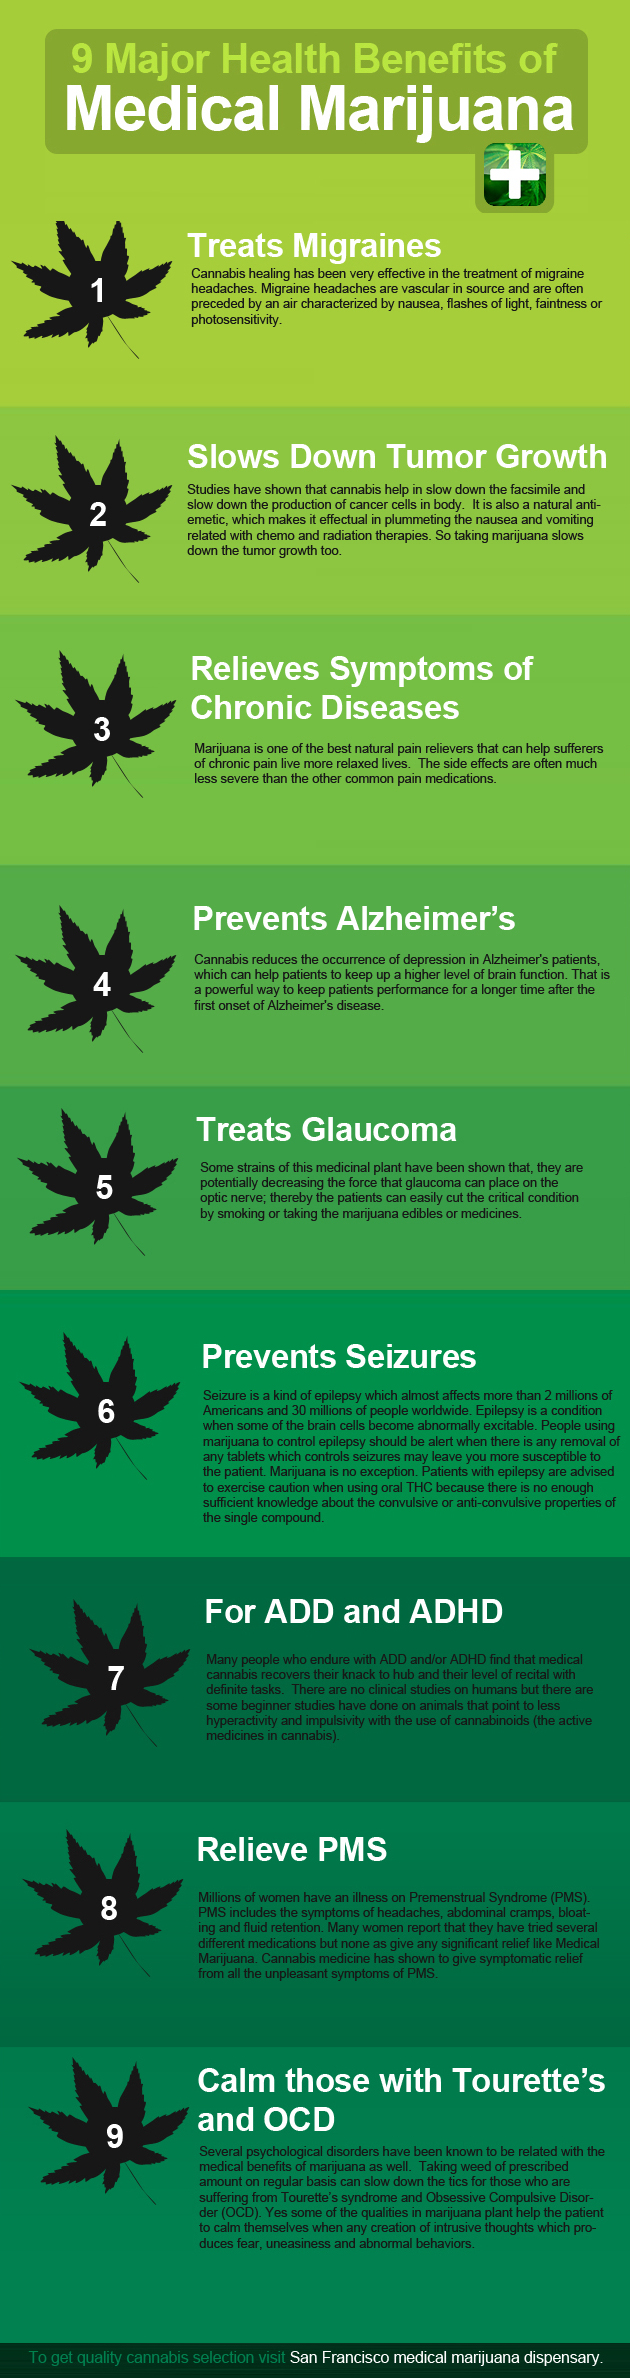 9 Major Health Benefits of
Medical Marijuana
1
Treats Migraines
Cannabis healing has been very effective in the treatment of migraine
headaches. Migraine headaches are vascular in source and are often
preceded by an air characterized by nausea, flashes of light, faintness or
photosensitivity.
2
Slows Down Tumor Growth
Studies have shown that cannabis help in slow down the facsimile and
slow down the production of cancer cells in body.  It is also a natural anti-
emetic, which makes it effectual in plummeting the nausea and vomiting
related with chemo and radiation therapies. So taking marijuana slows
down the tumor growth too.
3
Relieves Symptoms of
Chronic Diseases
Marijuana is one of the best natural pain relievers that can help sufferers
of chronic pain live more relaxed lives.  The side effects are often much
less severe than the other common pain medications.
4
Prevents Alzheimer’s
Cannabis reduces the occurrence of depression in Alzheimer's patients,
which can help patients to keep up a higher level of brain function. That is
a powerful way to keep patients performance for a longer time after the
first onset of Alzheimer's disease.
5
Treats Glaucoma
Some strains of this medicinal plant have been shown that, they are
potentially decreasing the force that glaucoma can place on the
optic nerve; thereby the patients can easily cut the critical condition
by smoking or taking the marijuana edibles or medicines.
6
Prevents Seizures
Seizure is a kind of epilepsy which almost affects more than 2 millions of
Americans and 30 millions of people worldwide. Epilepsy is a condition
when some of the brain cells become abnormally excitable. People using
marijuana to control epilepsy should be alert when there is any removal of
any tablets which controls seizures may leave you more susceptible to
the patient. Marijuana is no exception. Patients with epilepsy are advised
to exercise caution when using oral THC because there is no enough
sufficient knowledge about the convulsive or anti-convulsive properties of
the single compound.
7
For ADD and ADHD
Many people who endure with ADD and/or ADHD find that medical
cannabis recovers their knack to hub and their level of recital with
definite tasks.  There are no clinical studies on humans but there are
some beginner studies have done on animals that point to less
hyperactivity and impulsivity with the use of cannabinoids (the active
medicines in cannabis).
8
Relieve PMS
Millions of women have an illness on Premenstrual Syndrome (PMS).
PMS includes the symptoms of headaches, abdominal cramps, bloat-
ing and fluid retention. Many women report that they have tried several
different medications but none as give any significant relief like Medical
Marijuana. Cannabis medicine has shown to give symptomatic relief
from all the unpleasant symptoms of PMS.
9
Calm those with Tourette’s
and OCD
Several psychological disorders have been known to be related with the
medical benefits of marijuana as well.  Taking weed of prescribed
amount on regular basis can slow down the tics for those who are
suffering from Tourette’s syndrome and Obsessive Compulsive Disor-
der (OCD). Yes some of the qualities in marijuana plant help the patient
to calm themselves when any creation of intrusive thoughts which pro-
duces fear, uneasiness and abnormal behaviors.
To get quality cannabis selection visit San Francisco medical marijuana dispensary.